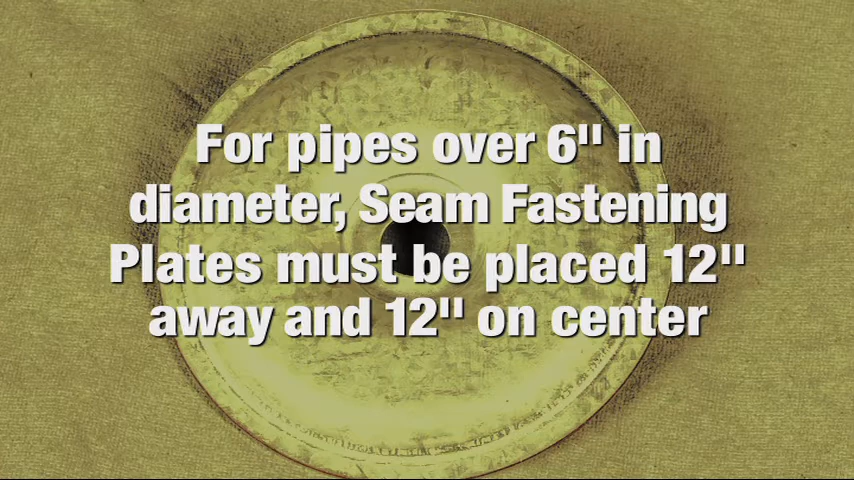 For pipes over 6" in
diameter, Seam Fastening
Plates must be placed 12"
away and 12" on center